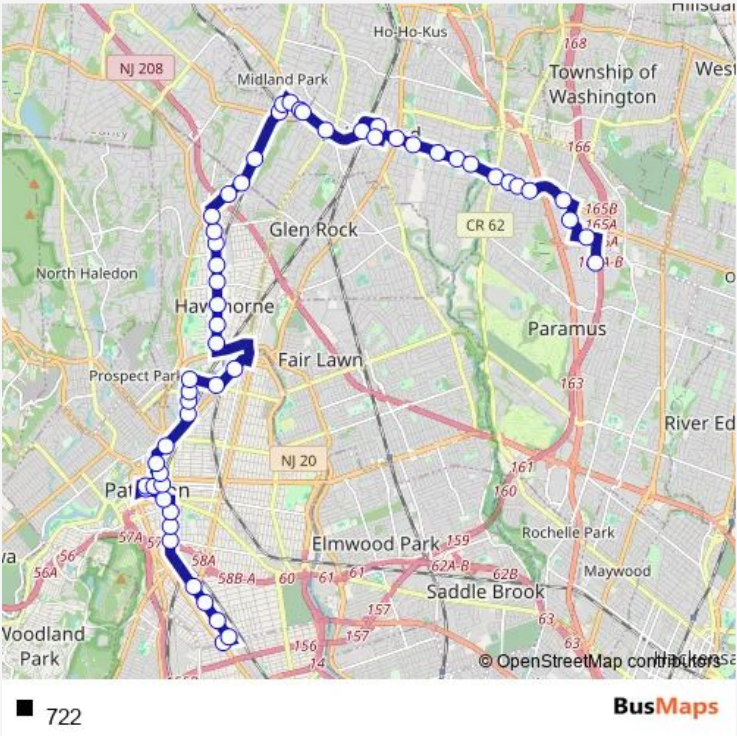 Hillsdal
Ho-Ho-Kus
168
NJ 208
Midland Park
Township of
Washington
West
166
165B
165A
CR 62
Glen Rock
North Haledon
Paramus
Fair Lawn
Prospect Park
163
River Ed
NJ 20
161
160
57A
Elmwood Park
159
Rochelle Park
56
56A
58A
58B-A
60
61
61
62A-B
62B
Maywood
Saddle Brook
157
157
63
63
Woodland
Park
156
14
© OpenStreetMap contributors
722
BusMaps